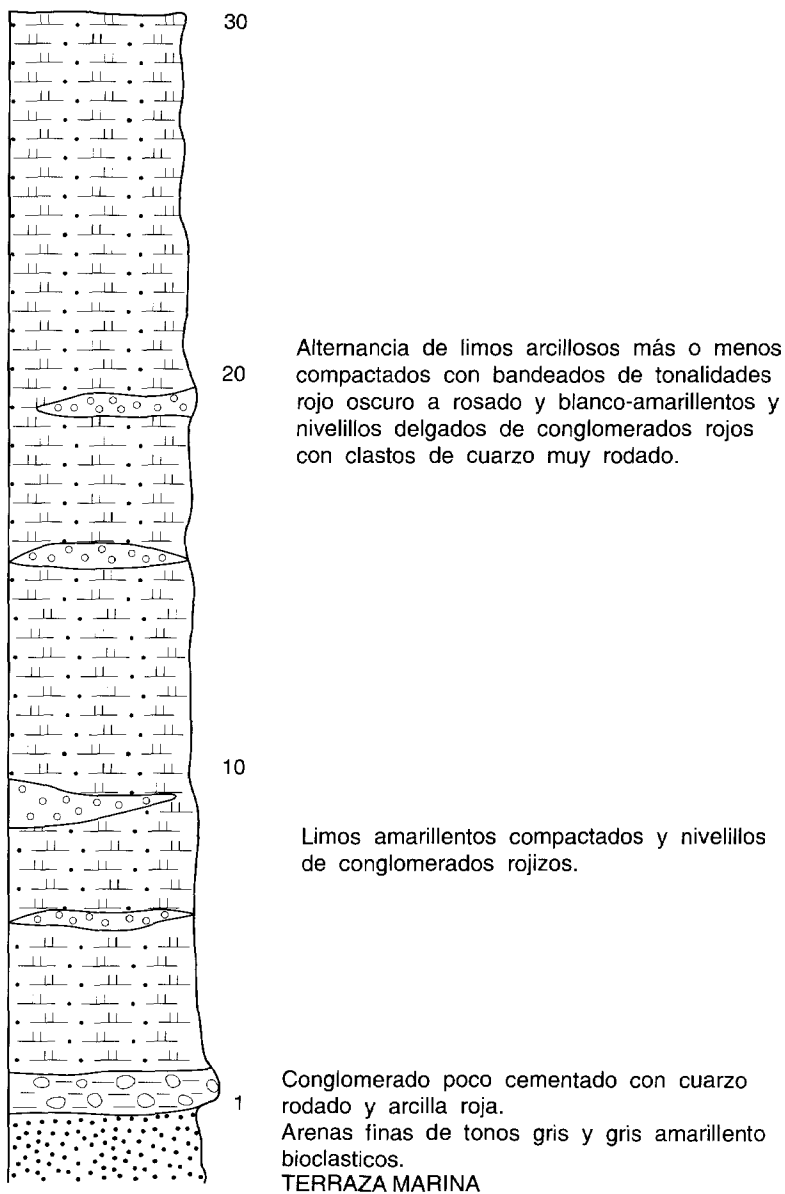 30
20
Alternancia de limos arcillosos más o menos
compactados con bandeados de tonalidades
rojo oscuro a rosado y blanco-amarillentos y
nivelillos delgados de conglomerados rojos
con clastos de cuarzo muy rodado.
10
Limos amarillentos compactados y nivelillos
de conglomerados rojizos.
1
Conglomerado poco cementado con cuarzo
rodado y arcilla roja.
Arenas finas de tonos gris y gris amarillento
bioclasticos.
TERRAZA MARINA